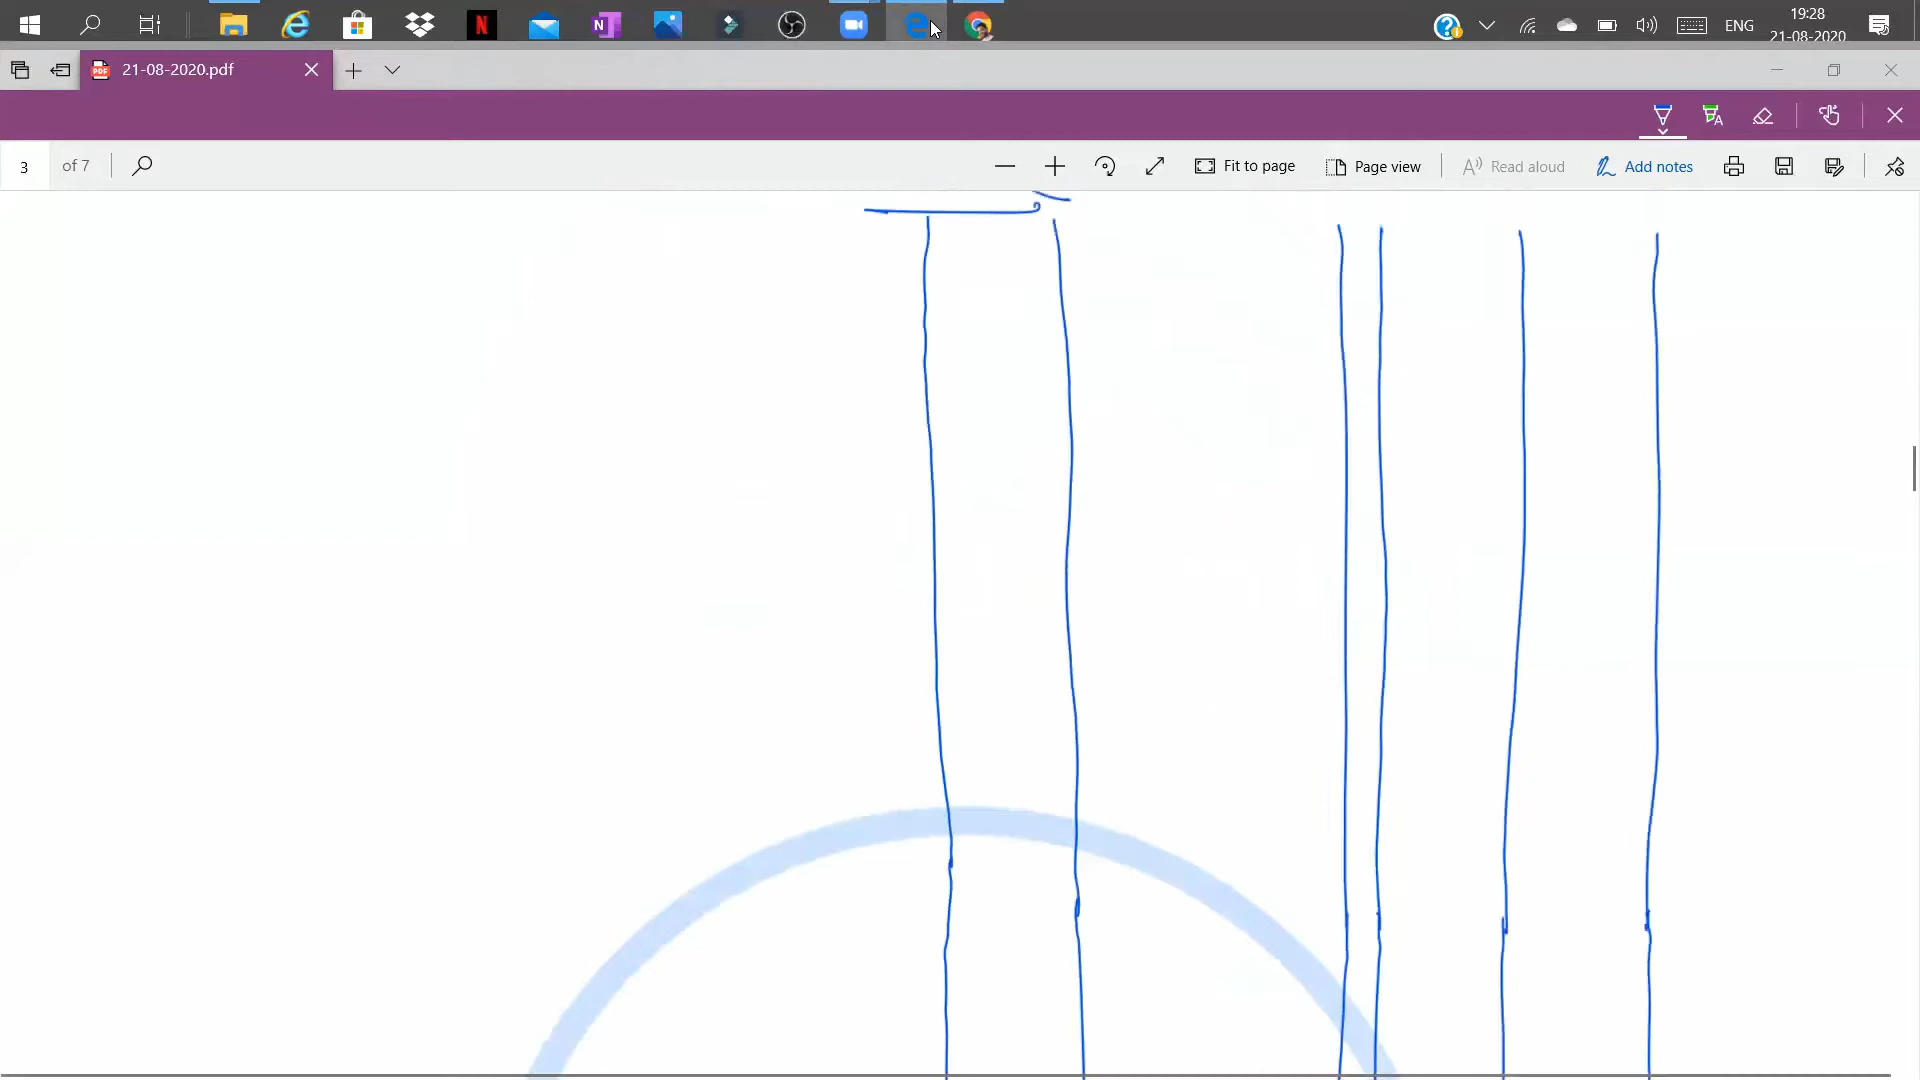 ENG
19:28
21-08-2020
21-08-2020.pdf
3 of 7
Fit to page
Page view
Read aloud
Add notes